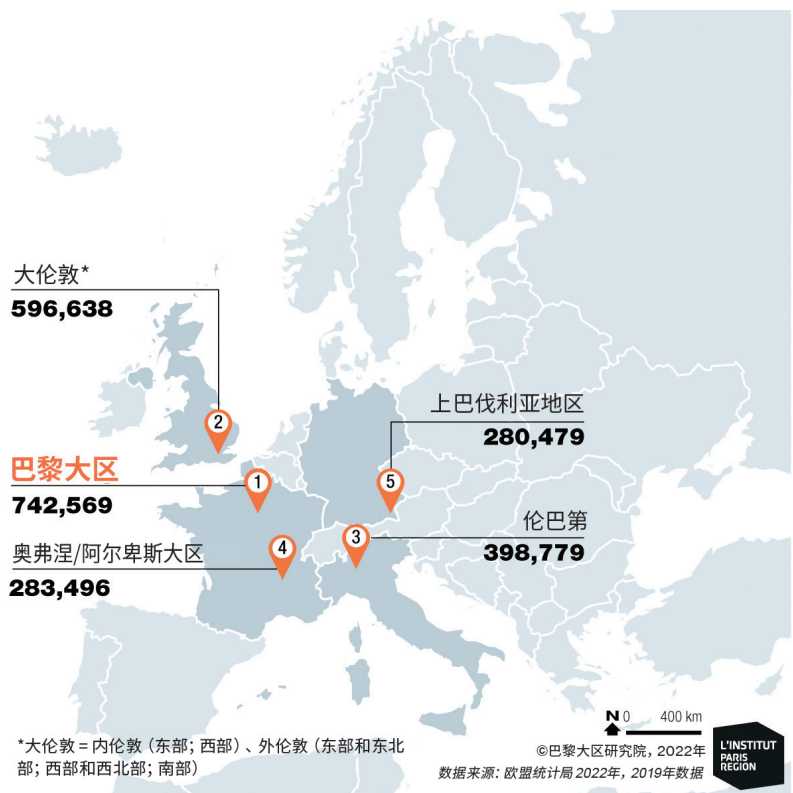 大伦敦*
596,638
2
上巴伐利亚地区
280,479
巴黎大区
1
5
742,569
伦巴第
3
398,779
奥弗涅/阿尔卑斯大区
4
283,496
N 0 400 km
*大伦敦 = 内伦敦（东部; 西部）、外伦敦（东部和东北
部; 西部和西北部; 南部）
©巴黎大区研究院，2022年
数据来源: 欧盟统计局 2022年，2019年数据
L'INSTITUT
PARIS
REGION